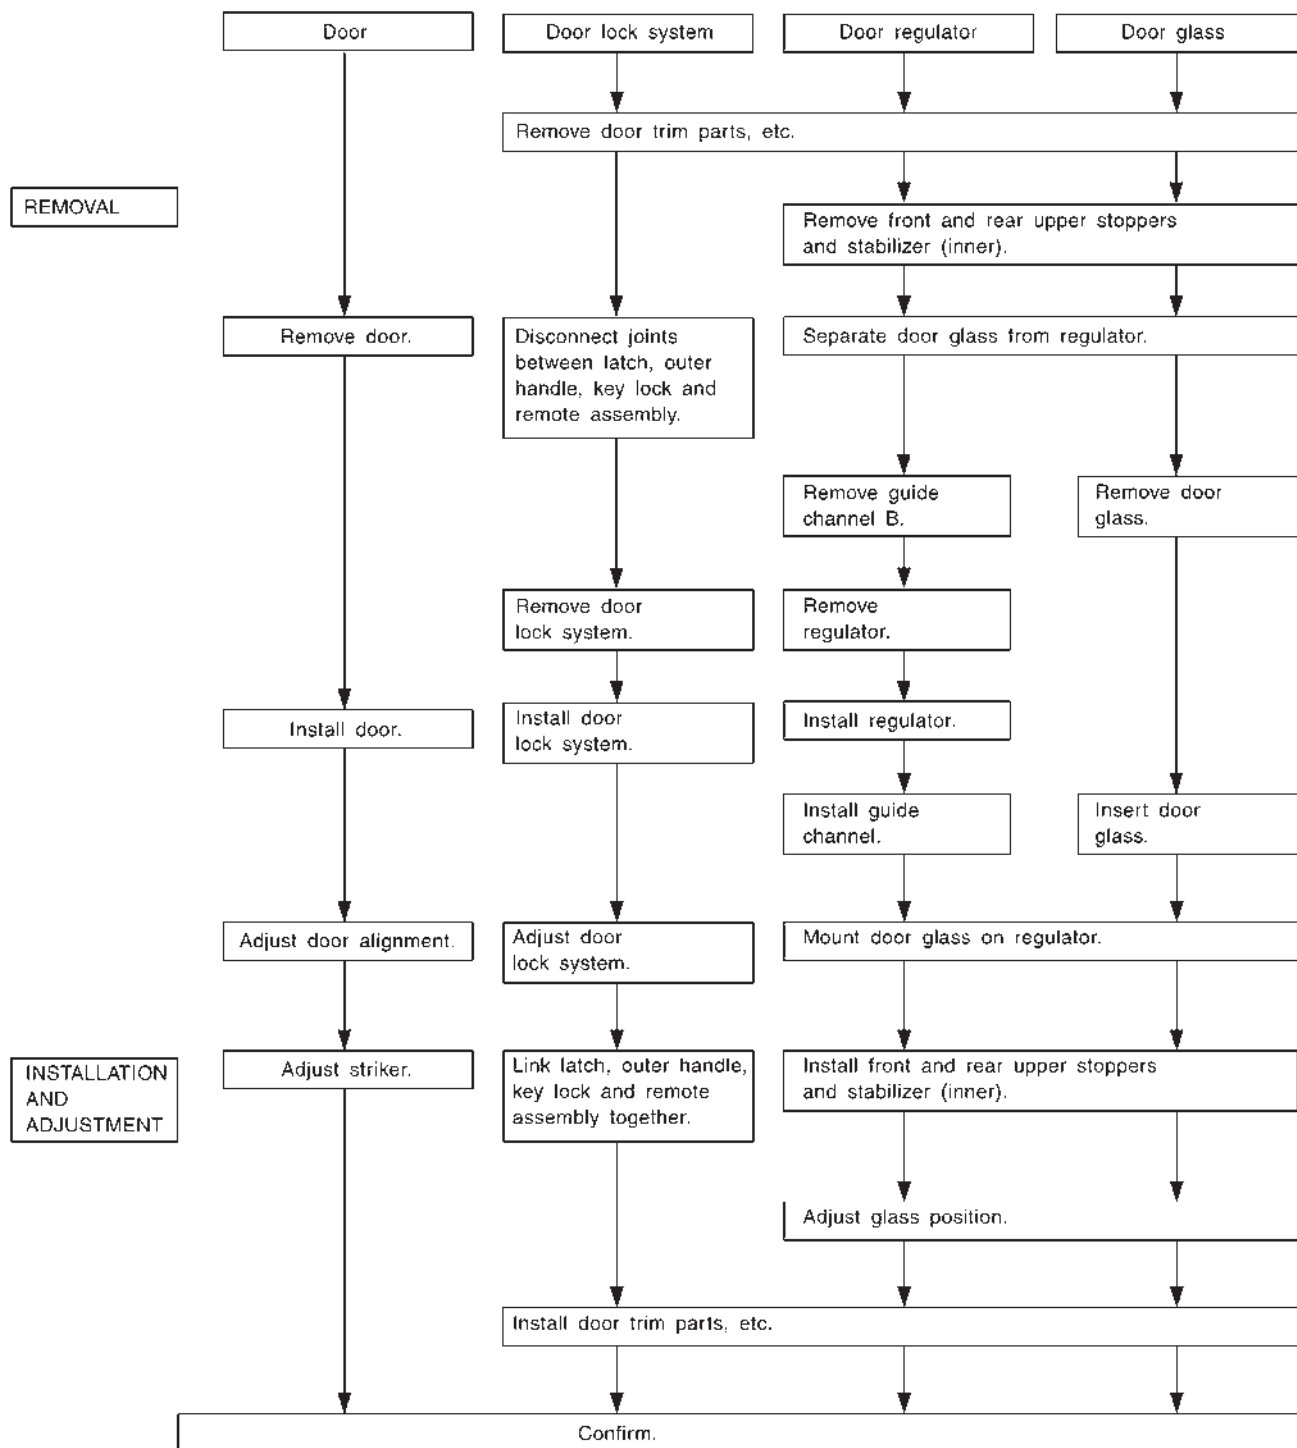 Door
Door lock system
Door regulator
Door glass
Remove door trim parts, etc.
REMOVAL
Remove front and rear upper stoppers
and stabilizer (inner).
Remove door.
Disconnect joints
between latch, outer
handle, key lock and
remote assembly.
Separate door glass from regulator.
Remove guide
channel B.
Remove door
glass.
Remove door
lock system.
Remove
regulator.
Install door.
Install door
lock system.
Install regulator.
Install guide
channel.
Insert door
glass.
Adjust door alignment.
Adjust door
lock system.
Mount door glass on regulator.
INSTALLATION
AND
ADJUSTMENT
Adjust striker.
Link latch, outer handle,
key lock and remote
assembly together.
Install front and rear upper stoppers
and stabilizer (inner).
Adjust glass position.
Install door trim parts, etc.
Confirm.